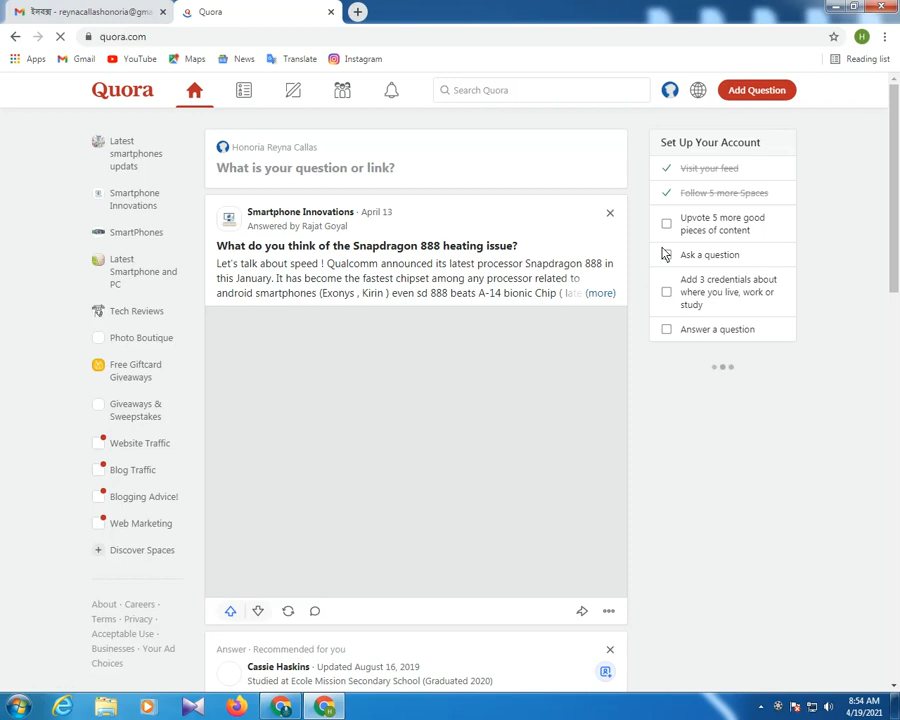 ইনবক্স - reynacallashonoria@gma
Quora
quora.com
H
Apps
Gmail
YouTube
Maps
News
Translate
Instagram
Reading list
Quora
Search Quora
Add Question
Latest
smartphones
updats
Smartphone
Innovations
SmartPhones
Latest
Smartphone and
PC
Tech Reviews
Photo Boutique
Free Giftcard
Giveaways
Giveaways &
Sweepstakes
Website Traffic
Blog Traffic
Blogging Advice!
Web Marketing
Discover Spaces
About · Careers ·
Terms · Privacy ·
Acceptable Use ·
Businesses · Your Ad
Choices
Honoria Reyna Callas
What is your question or link?
Smartphone Innovations · April 13
Answered by Rajat Goyal
What do you think of the Snapdragon 888 heating issue?
Let's talk about speed ! Qualcomm announced its latest processor Snapdragon 888 in
this January. It has become the fastest chipset among any processor related to
android smartphones (Exonys , Kirin ) even sd 888 beats A-14 bionic Chip ( late (more)
Answer · Recommended for you
Cassie Haskins · Updated August 16, 2019
Studied at Ecole Mission Secondary School (Graduated 2020)
Set Up Your Account
Visit your feed
Follow 5 more Spaces
Upvote 5 more good
pieces of content
Ask a question
Add 3 credentials about
where you live, work or
study
Answer a question
8:54 AM
4/19/2021